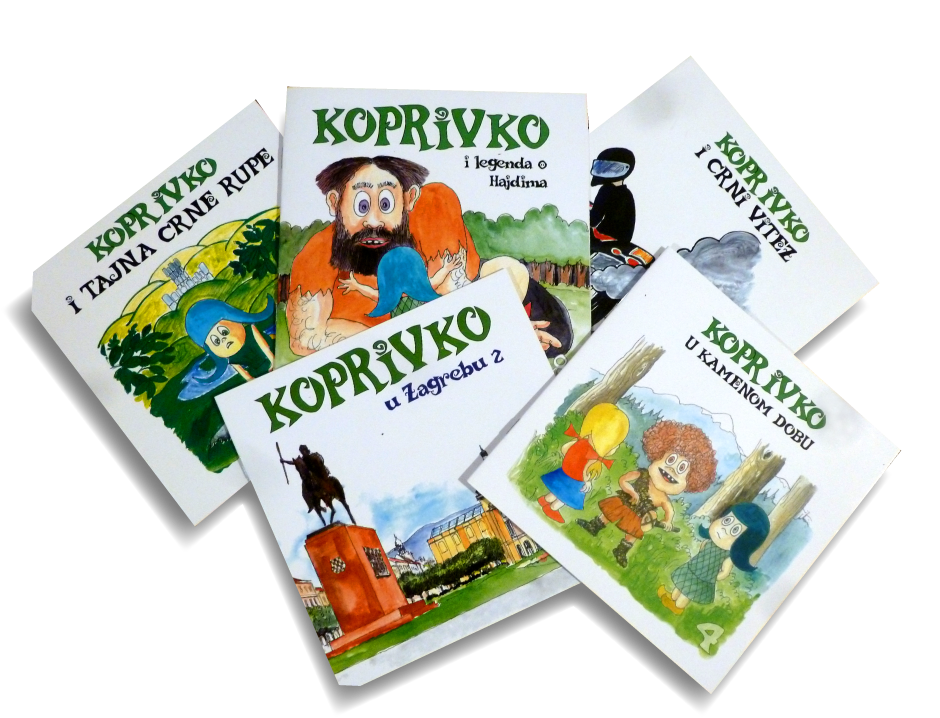 KOPRiVKO
i TAJNA CRNE RUPE
KOPRiVKO
i legenda o
Hajdima
KOPRiVKO
I CRNI VITEZ
KOPRiVKO
u Zagrebu 2
KOPRiVKO
U KAMENOM DOBU
4